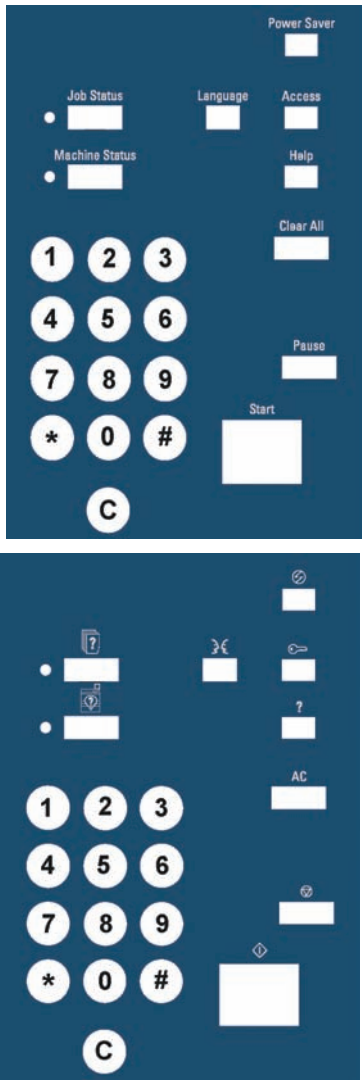 Power Saver
Job Status Language Access
Machine Status Help
Clear All
1 2 3
4 5 6
Pause
7 8 9
Start
* 0 #
C
?
? ?
AC
1 2 3
4 5 6
7 8 9
* 0 #
C